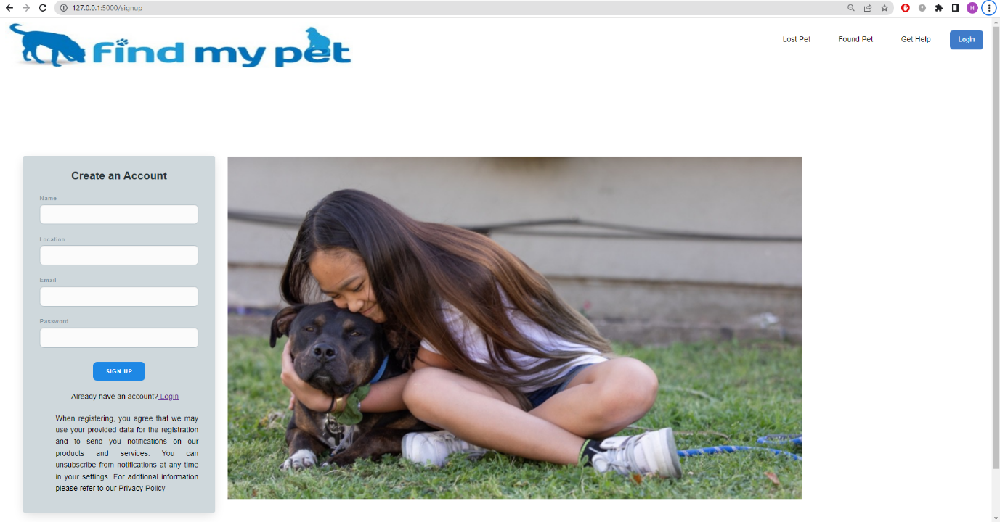 127.0.0.1:5000/signup
H
find my pet
Lost Pet
Found Pet
Get Help
Login
Create an Account
Name
Location
Email
Password
SIGN UP
Already have an account? Login
When registering, you agree that we may
use your provided data for the registration
and to send you notifications on our
products and services. You can
unsubscribe from notifications at any time
in your settings. For addtional information
please refer to our Privacy Policy